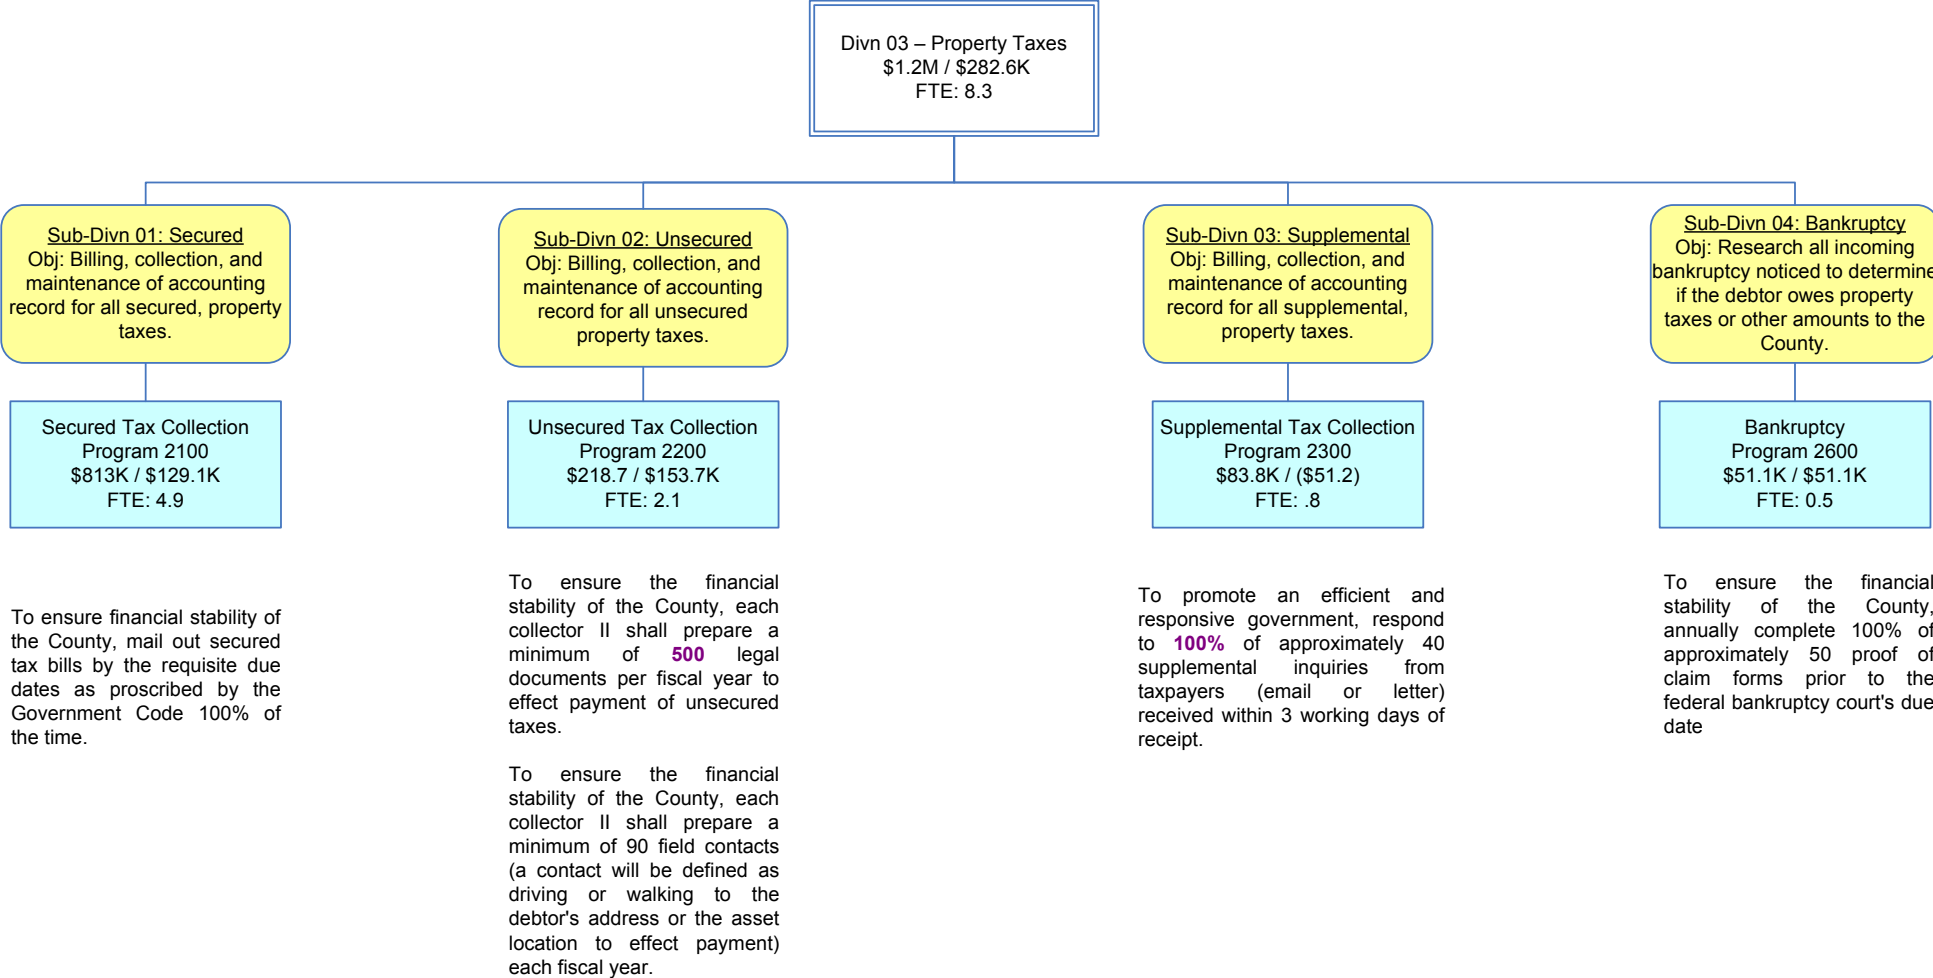 Divn 03 – Property Taxes
$1.2M / $282.6K
FTE: 8.3
Sub-Divn 01: Secured
Obj: Billing, collection, and
maintenance of accounting
record for all secured, property
taxes.
Sub-Divn 02: Unsecured
Obj: Billing, collection, and
maintenance of accounting
record for all unsecured
property taxes.
Sub-Divn 03: Supplemental
Obj: Billing, collection, and
maintenance of accounting
record for all supplemental,
property taxes.
Sub-Divn 04: Bankruptcy
Obj: Research all incoming
bankruptcy noticed to determine
if the debtor owes property
taxes or other amounts to the
County.
Secured Tax Collection
Program 2100
$813K / $129.1K
FTE: 4.9
Unsecured Tax Collection
Program 2200
$218.7 / $153.7K
FTE: 2.1
Supplemental Tax Collection
Program 2300
$83.8K / ($51.2)
FTE: .8
Bankruptcy
Program 2600
$51.1K / $51.1K
FTE: 0.5
To ensure financial stability of
the County, mail out secured
tax bills by the requisite due
dates as proscribed by the
Government Code 100% of
the time.
To ensure the financial
stability of the County, each
collector II shall prepare a
minimum of 500 legal
documents per fiscal year to
effect payment of unsecured
taxes.
To ensure the financial
stability of the County, each
collector II shall prepare a
minimum of 90 field contacts
(a contact will be defined as
driving or walking to the
debtor's address or the asset
location to effect payment)
each fiscal year.
To promote an efficient and
responsive government, respond
to 100% of approximately 40
supplemental inquiries from
taxpayers (email or letter)
received within 3 working days of
receipt.
To ensure the financial
stability of the County,
annually complete 100% of
approximately 50 proof of
claim forms prior to the
federal bankruptcy court's due
date